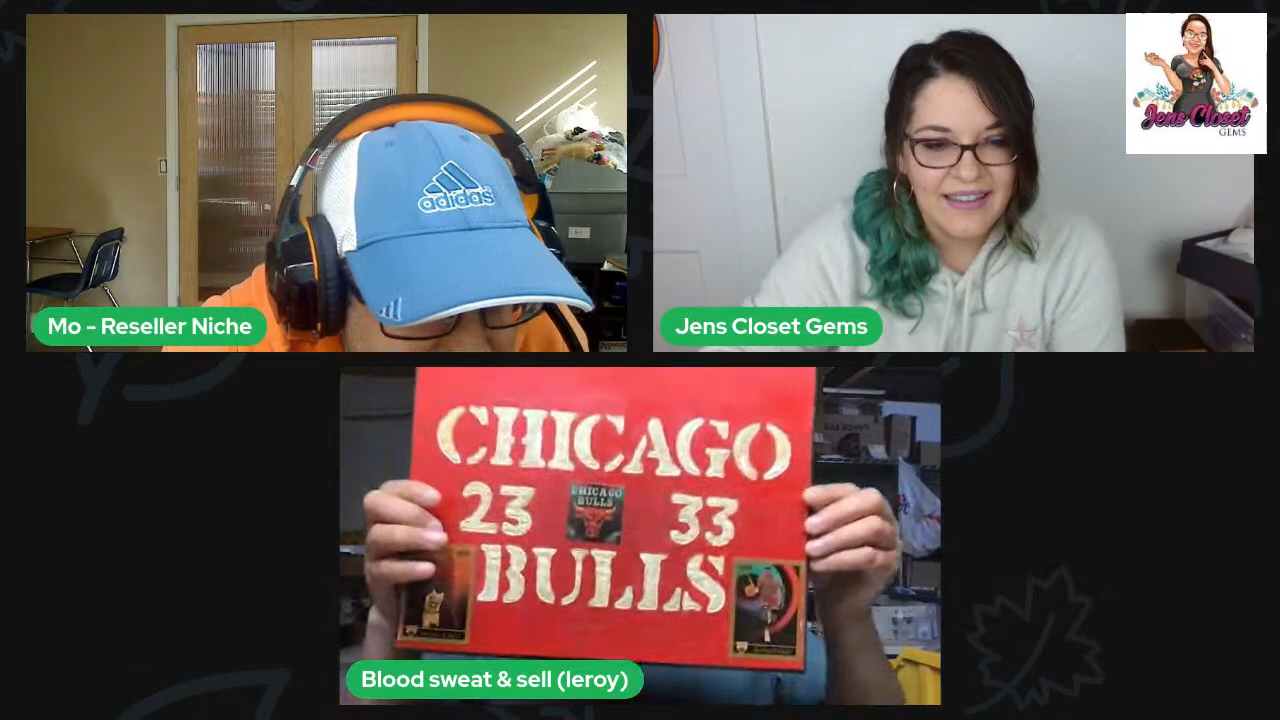 adidas
Mo - Reseller Niche
Jens Closet
GEMS
Jens Closet Gems
CHICAGO
23
CHICAGO
BULLS
33
BULLS
Blood sweat & sell (leroy)